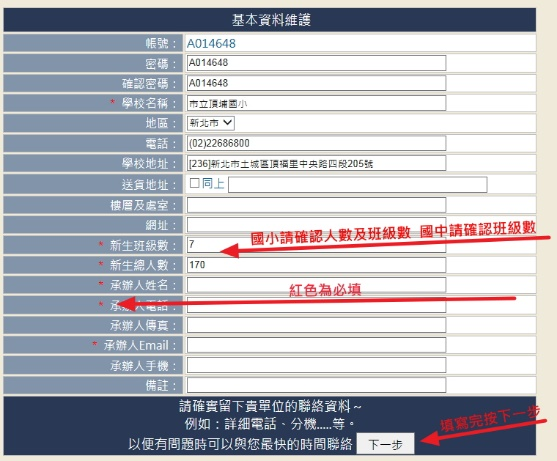 基本資料維護
帳號： A014648
密碼： A014648
確認密碼： A014648
* 學校名稱： 市立頂埔國小
地區： 新北市
電話： (02)22686800
學校地址： [236]新北市土城區頂福里中央路四段205號
送貨地址： 同上
樓層及處室：
網址：
國小請確認人數及班級數 國中請確認班級數
* 新生班級數： 7
* 新生總人數： 170
* 承辦人姓名：
紅色為必填
* 承辦人電話：
承辦人傳真：
* 承辦人Email：
承辦人手機：
備註：
請確實留下貴單位的聯絡資料~
例如：詳細電話、分機.....等。
填寫完按下一步
以便有問題時可以與您最快的時間聯絡 下一步